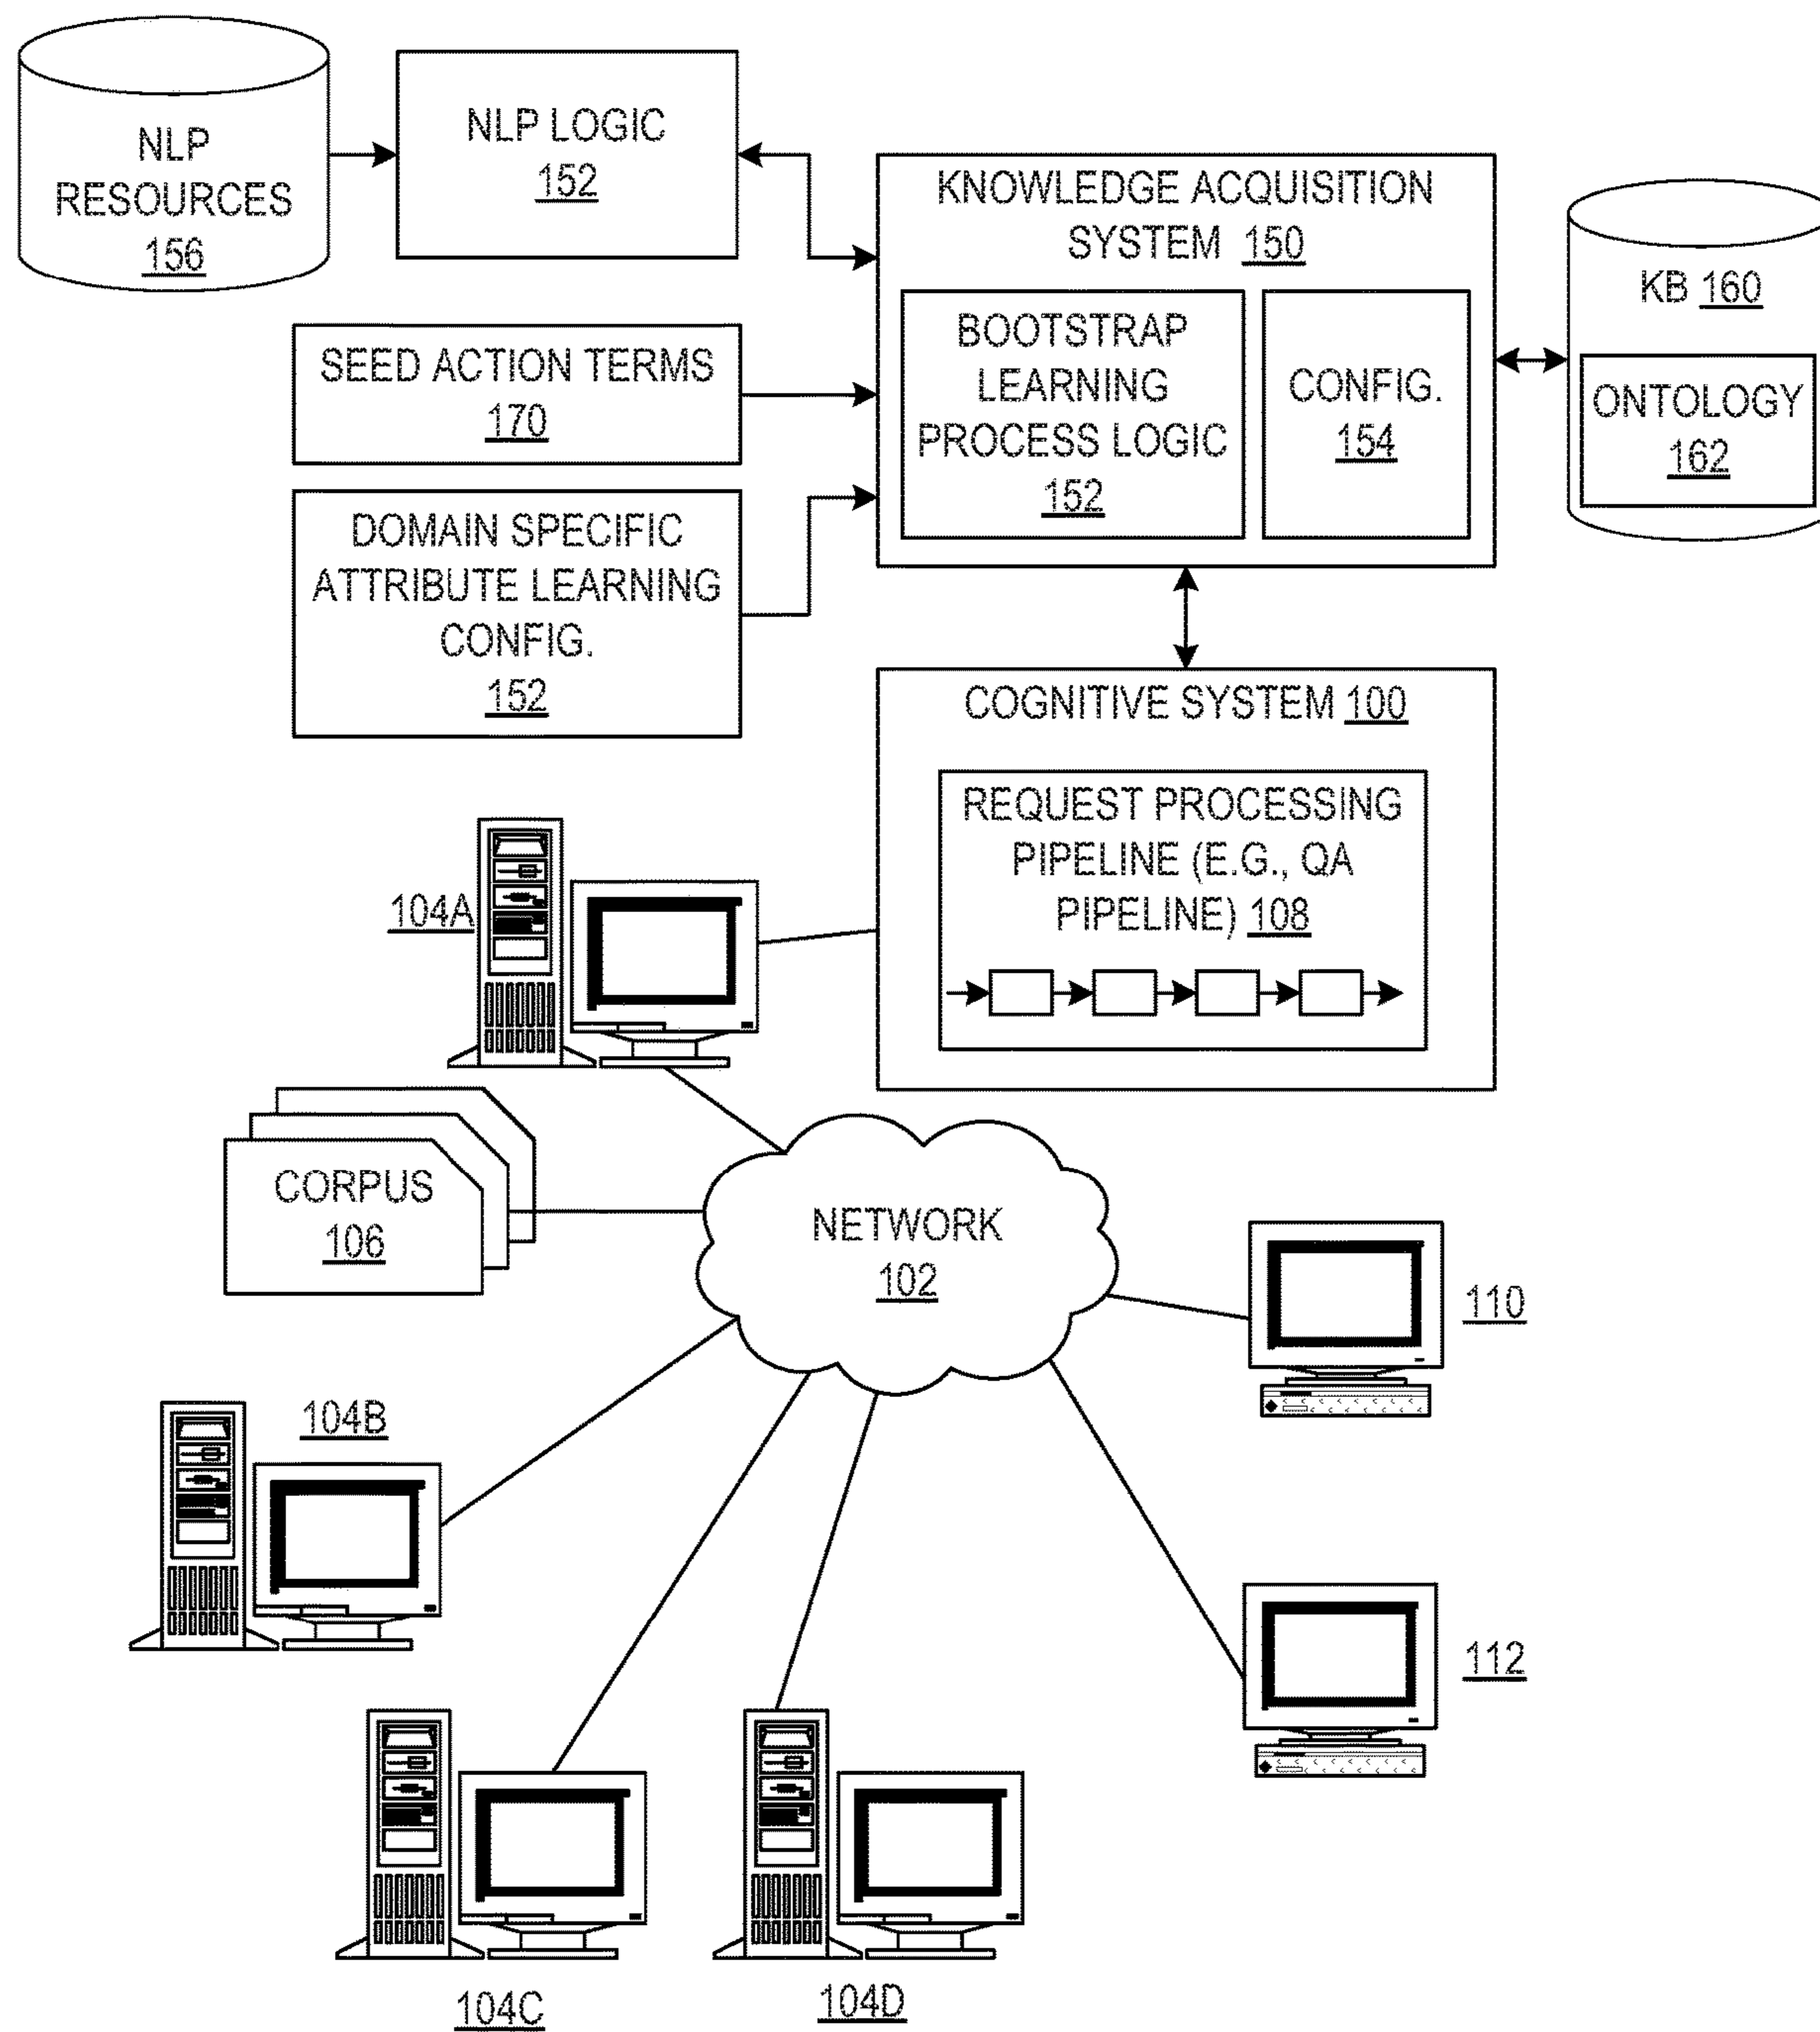 NLP
RESOURCES
156
NLP LOGIC
152
KNOWLEDGE ACQUISITION
SYSTEM 150
BOOTSTRAP
LEARNING
PROCESS LOGIC
152
CONFIG.
154
KB 160
ONTOLOGY
162
SEED ACTION TERMS
170
DOMAIN SPECIFIC
ATTRIBUTE LEARNING
CONFIG.
152
COGNITIVE SYSTEM 100
REQUEST PROCESSING
PIPELINE (E.G., QA
PIPELINE) 108
104A
CORPUS
106
NETWORK
102
110
104B
112
104C
104D